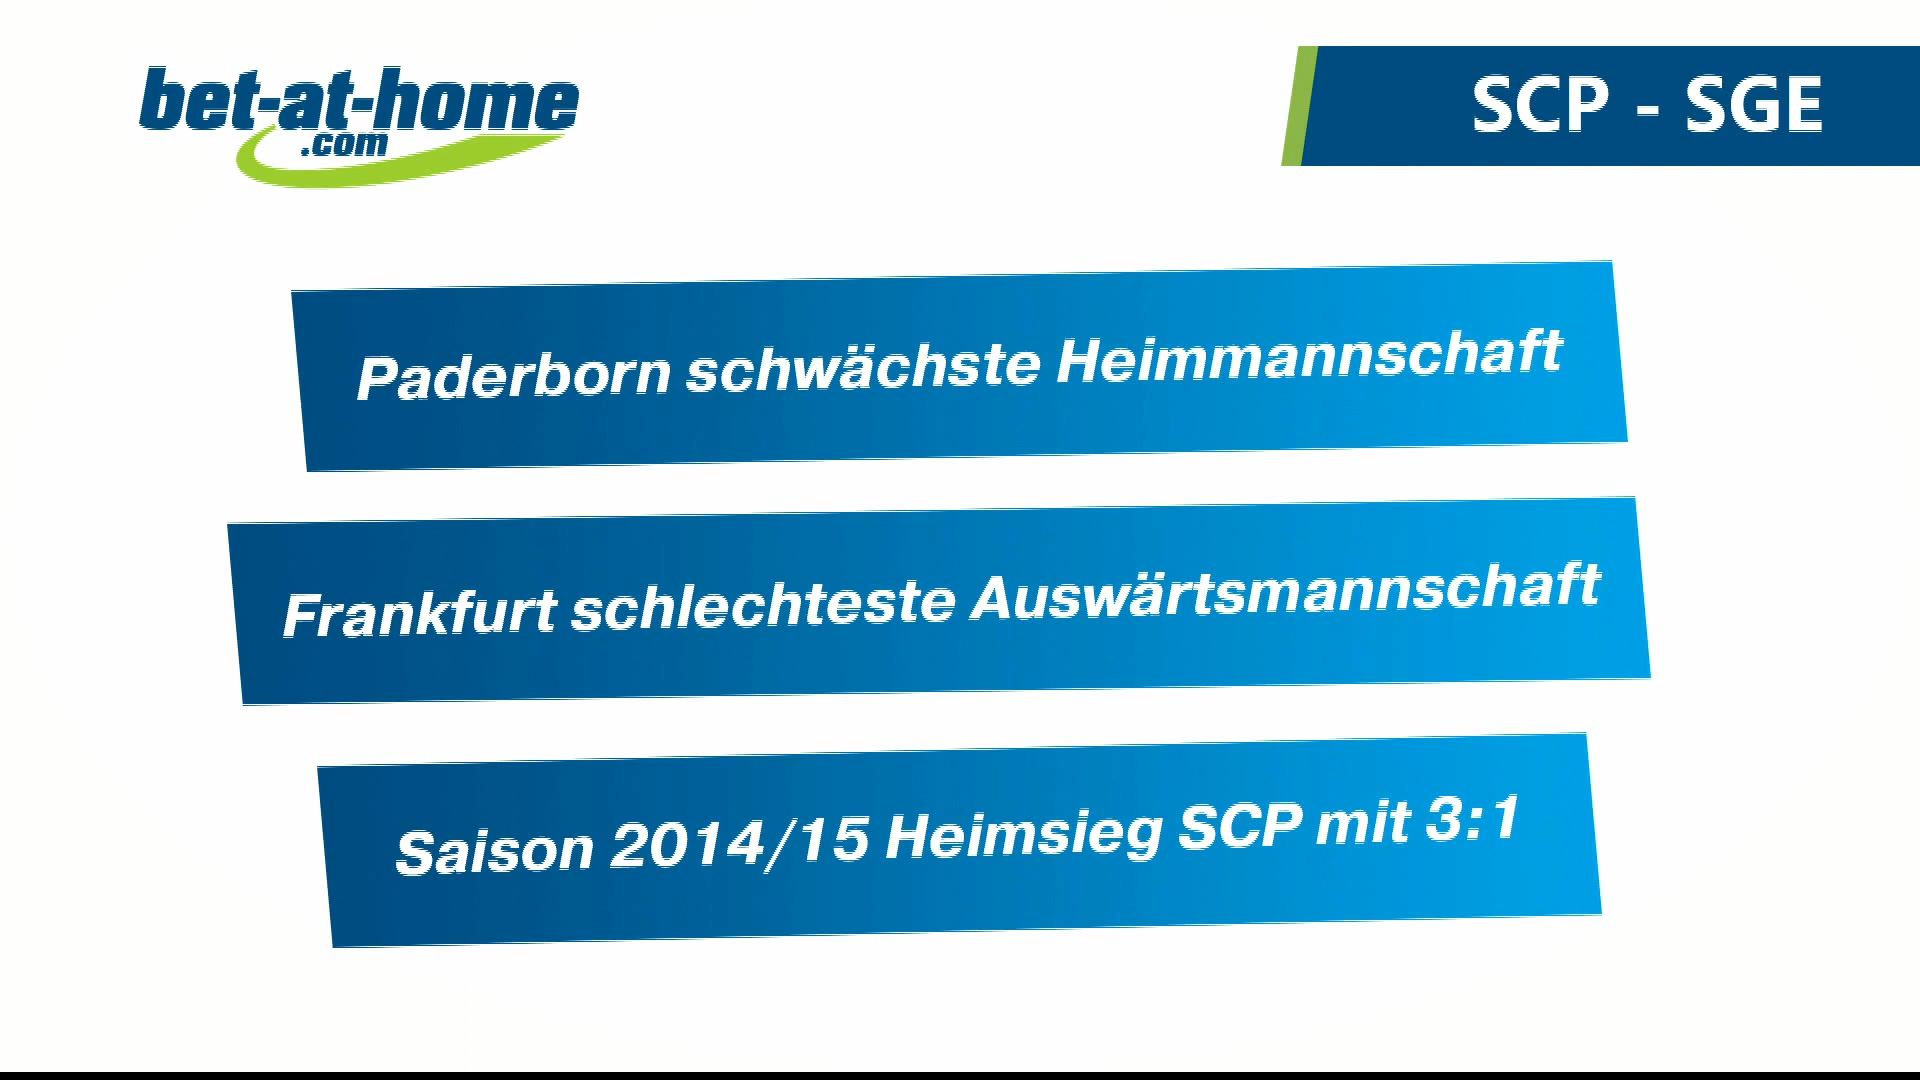 bet-at-home
.com
SCP - SGE
Paderborn schwächste Heimmannschaft
Frankfurt schlechteste Auswärtsmannschaft
Saison 2014/15 Heimsieg SCP mit 3:1